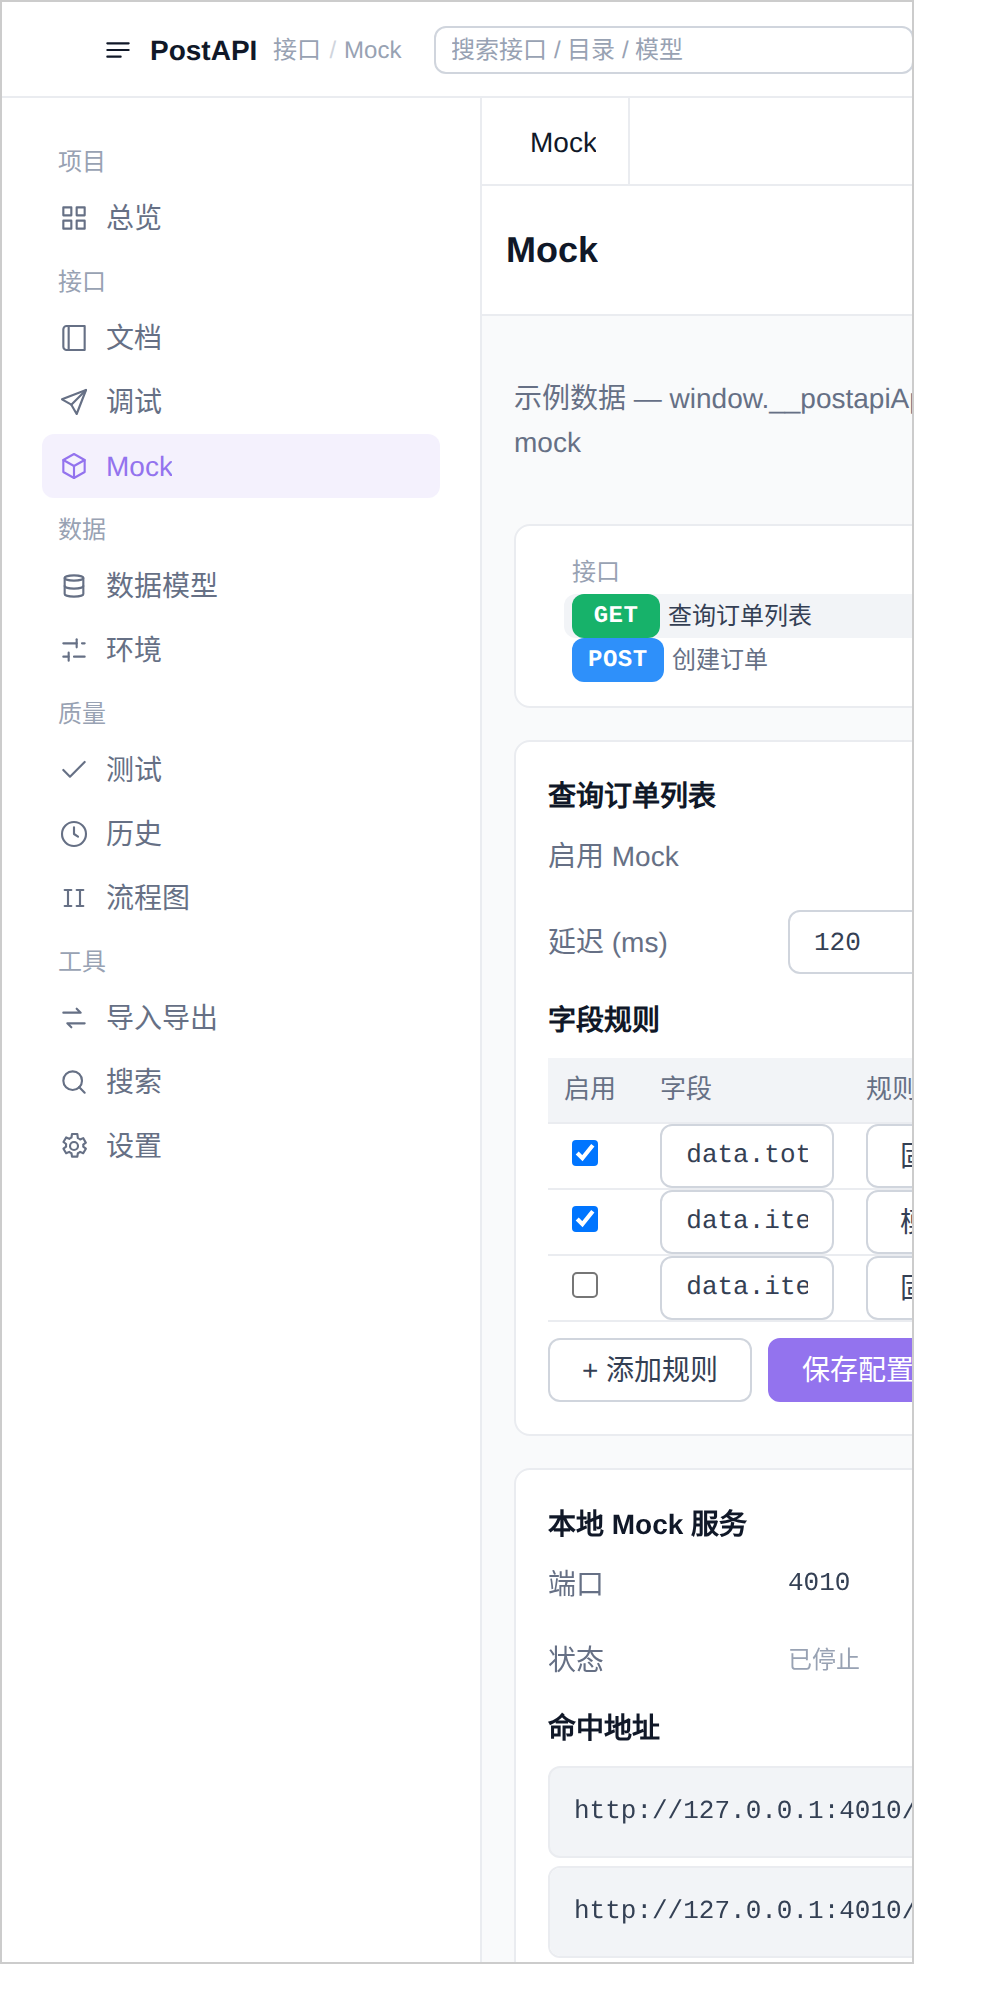 PostAPI 接口 / Mock 搜索接口 / 目录 / 模型
项目
总览
接口
文档
调试
Mock
数据
数据模型
环境
质量
测试
历史
流程图
工具
导入导出
搜索
设置
Mock
Mock
示例数据 — window.__postapiA
mock
接口
GET 查询订单列表
POST 创建订单
查询订单列表
启用 Mock
延迟 (ms) 120
字段规则
启用 字段 规则
data.tot
data.ite
data.ite
+ 添加规则 保存配置
本地 Mock 服务
端口 4010
状态 已停止
命中地址
http://127.0.0.1:4010/
http://127.0.0.1:4010/